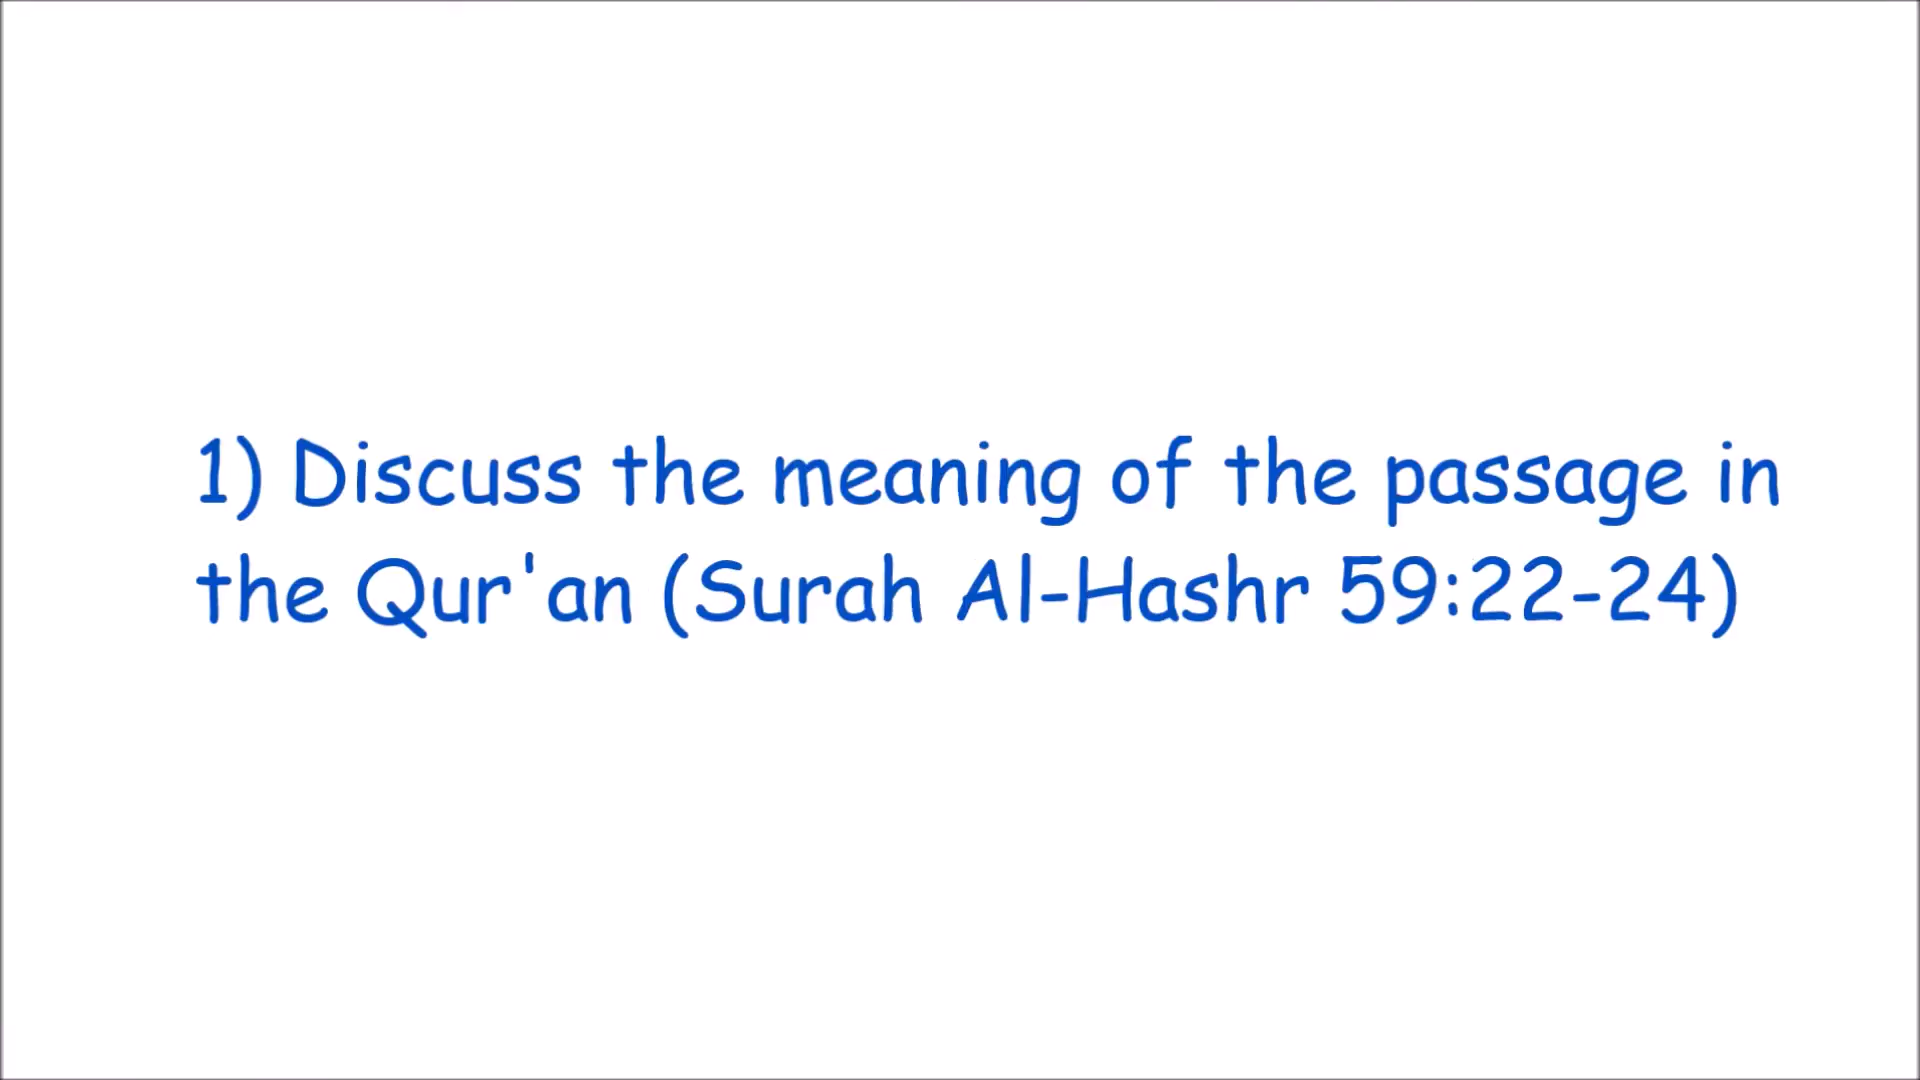 1) Discuss the meaning of the passage in
the Qur'an (Surah Al-Hashr 59:22-24)